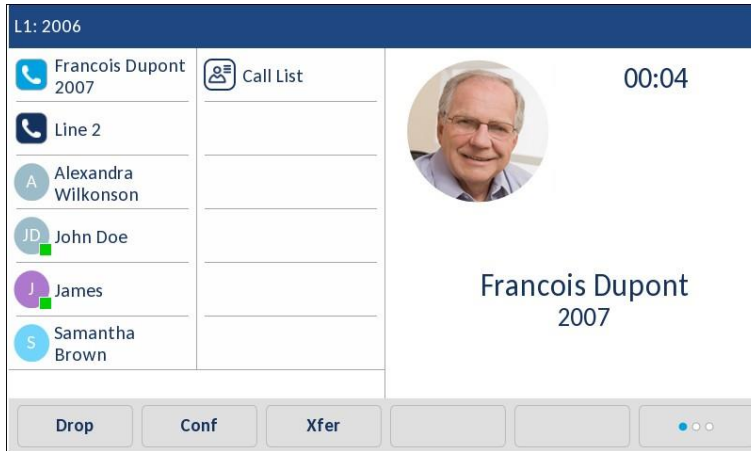 L1: 2006
Francois Dupont
2007
Call List
00:04
Line 2
A
Alexandra
Wilkonson
JD
John Doe
J
James
S
Samantha
Brown
Francois Dupont
2007
Drop
Conf
Xfer